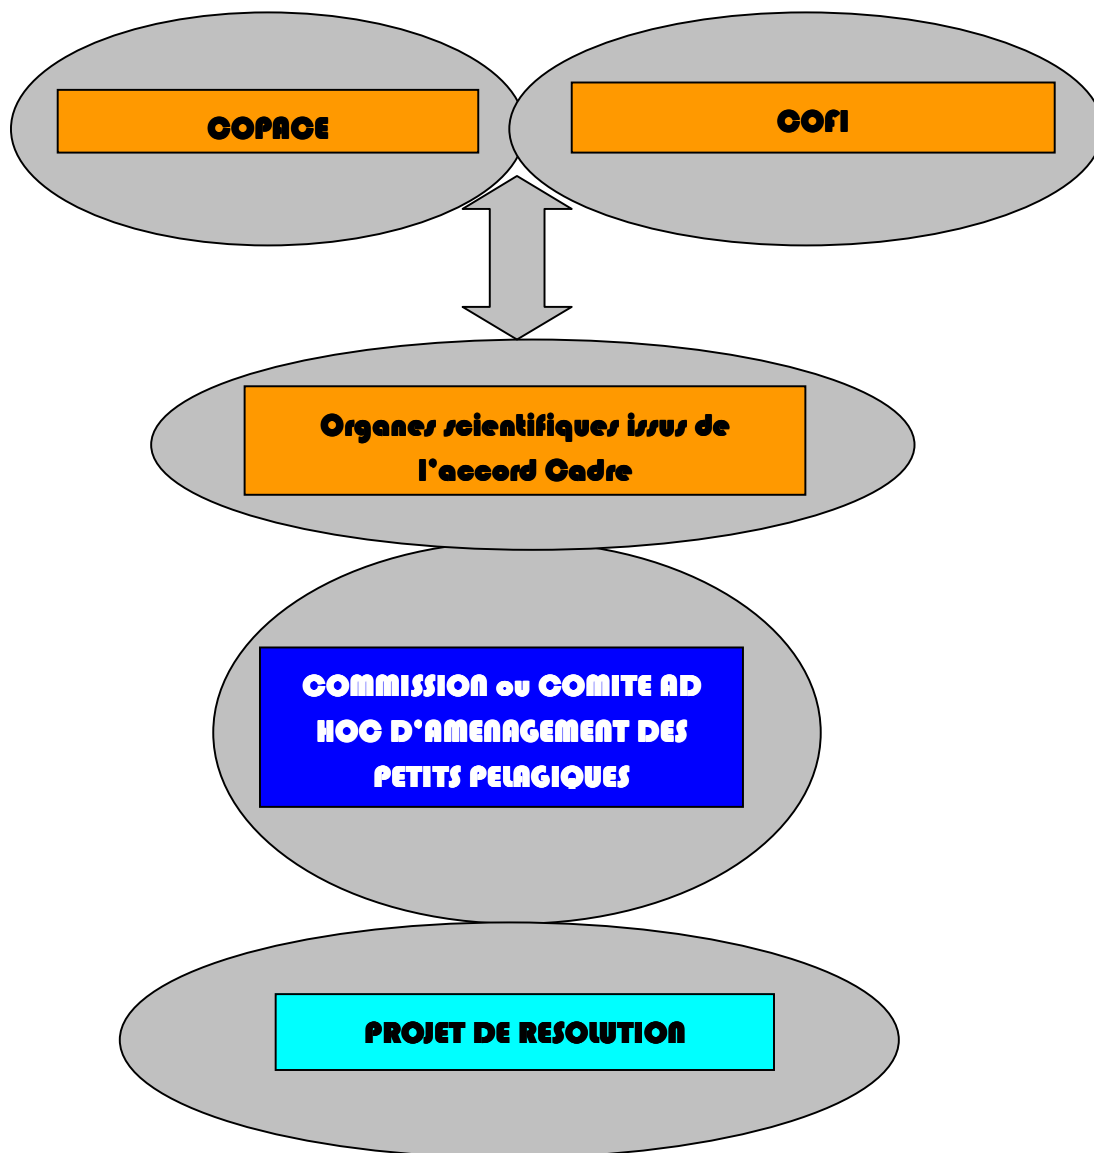 COPACE
COFI
Organes scientifiques issus de
l'accord Cadre
COMMISSION ou COMITE AD
HOC D'AMENAGEMENT DES
PETITS PELAGIQUES
PROJET DE RESOLUTION